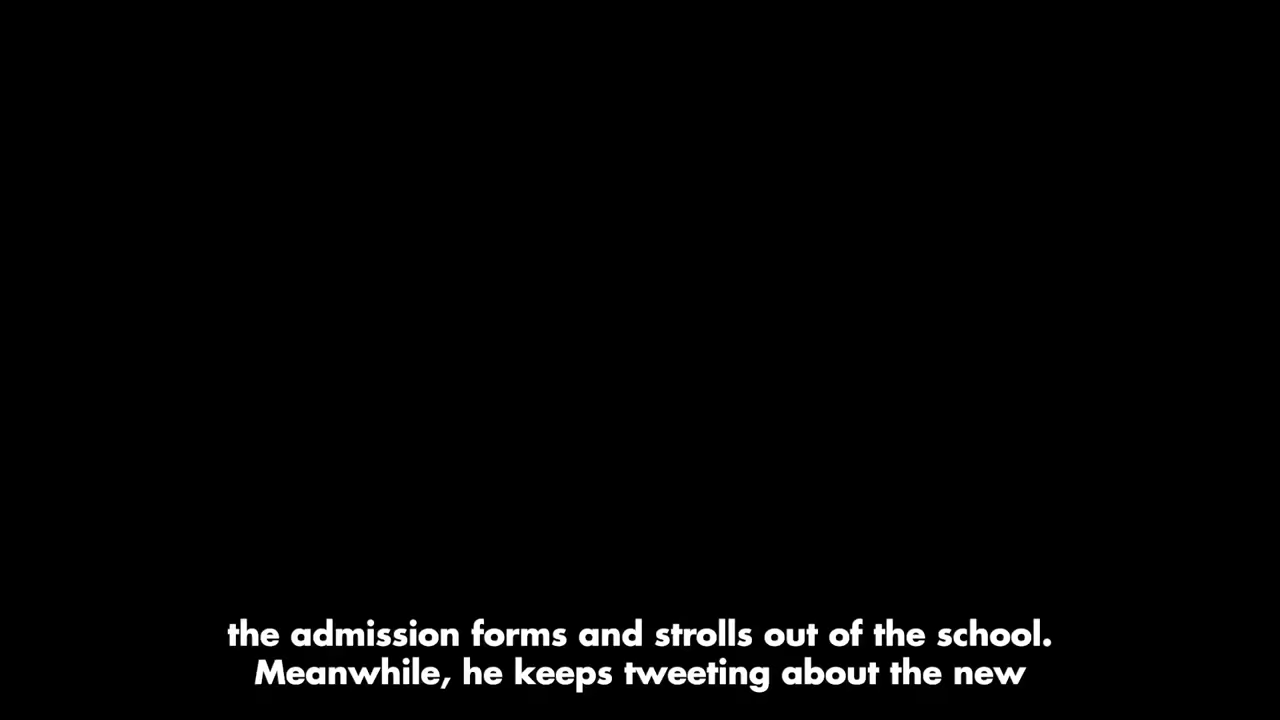 the admission forms and strolls out of the school.
Meanwhile, he keeps tweeting about the new